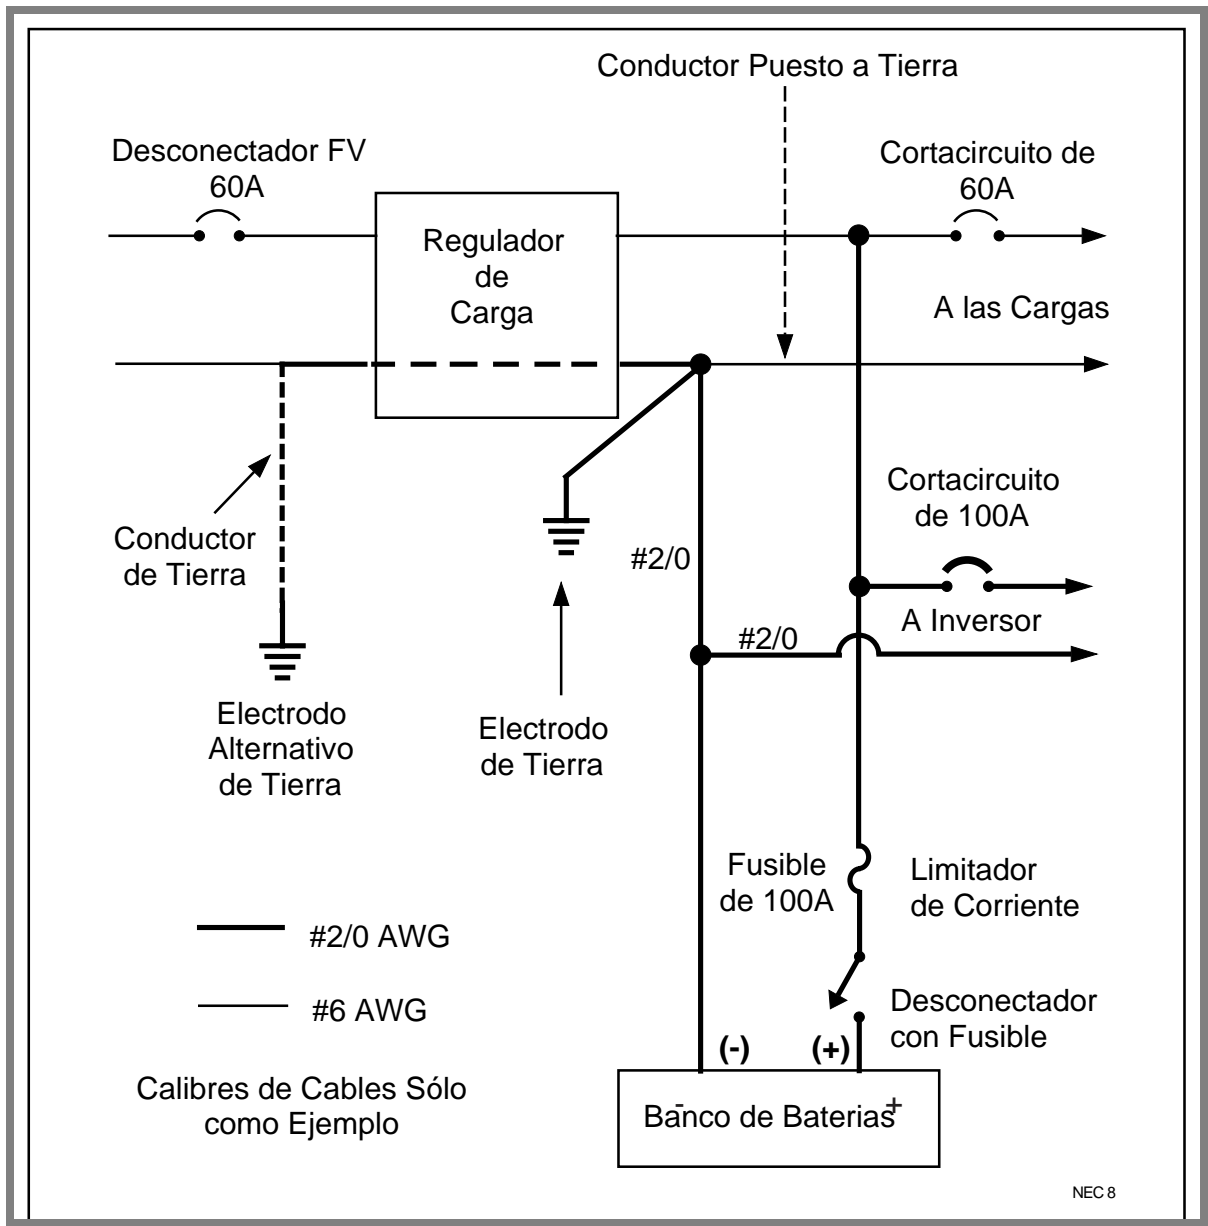 Conductor Puesto a Tierra
Desconectador FV
60A
Cortacircuito de
60A
Regulador
de
Carga
A las Cargas
Cortacircuito
de 100A
Conductor
de Tierra
#2/0
A Inversor
#2/0
Electrodo
Alternativo
de Tierra
Electrodo
de Tierra
Fusible
de 100A
Limitador
de Corriente
#2/0 AWG
#6 AWG
Desconectador
con Fusible
(-)
(+)
Calibres de Cables Sólo
como Ejemplo
- +
Banco de Baterias
NEC 8